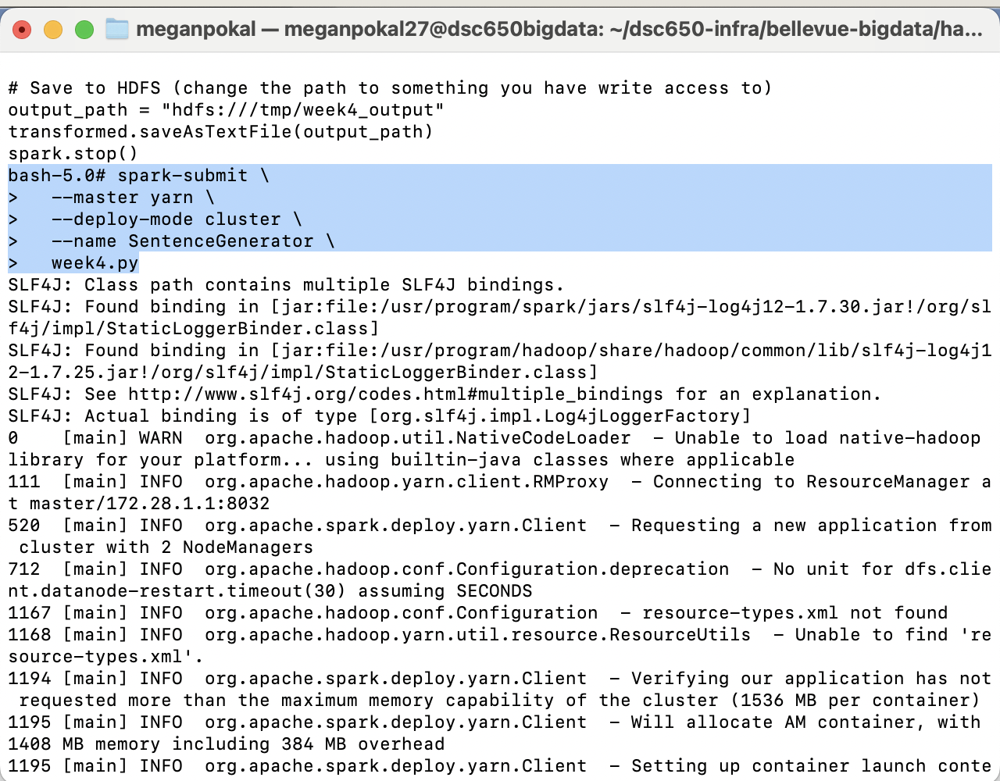 meganpokal — meganpokal27@dsc650bigdata: ~/dsc650-infra/bellevue-bigdata/ha...
# Save to HDFS (change the path to something you have write access to)
output_path = "hdfs:///tmp/week4_output"
transformed.saveAsTextFile(output_path)
spark.stop()
bash-5.0# spark-submit \
>   --master yarn \
>   --deploy-mode cluster \
>   --name SentenceGenerator \
>   week4.py
SLF4J: Class path contains multiple SLF4J bindings.
SLF4J: Found binding in [jar:file:/usr/program/spark/jars/slf4j-log4j12-1.7.30.jar!/org/sl
f4j/impl/StaticLoggerBinder.class]
SLF4J: Found binding in [jar:file:/usr/program/hadoop/share/hadoop/common/lib/slf4j-log4j1
2-1.7.25.jar!/org/slf4j/impl/StaticLoggerBinder.class]
SLF4J: See http://www.slf4j.org/codes.html#multiple_bindings for an explanation.
SLF4J: Actual binding is of type [org.slf4j.impl.Log4jLoggerFactory]
0    [main] WARN  org.apache.hadoop.util.NativeCodeLoader  - Unable to load native-hadoop
library for your platform... using builtin-java classes where applicable
111  [main] INFO  org.apache.hadoop.yarn.client.RMProxy  - Connecting to ResourceManager a
t master/172.28.1.1:8032
520  [main] INFO  org.apache.spark.deploy.yarn.Client  - Requesting a new application from
 cluster with 2 NodeManagers
712  [main] INFO  org.apache.hadoop.conf.Configuration.deprecation  - No unit for dfs.clie
nt.datanode-restart.timeout(30) assuming SECONDS
1167 [main] INFO  org.apache.hadoop.conf.Configuration  - resource-types.xml not found
1168 [main] INFO  org.apache.hadoop.yarn.util.resource.ResourceUtils  - Unable to find 're
source-types.xml'.
1194 [main] INFO  org.apache.spark.deploy.yarn.Client  - Verifying our application has not
 requested more than the maximum memory capability of the cluster (1536 MB per container)
1195 [main] INFO  org.apache.spark.deploy.yarn.Client  - Will allocate AM container, with
1408 MB memory including 384 MB overhead
1195 [main] INFO  org.apache.spark.deploy.yarn.Client  - Setting up container launch conte